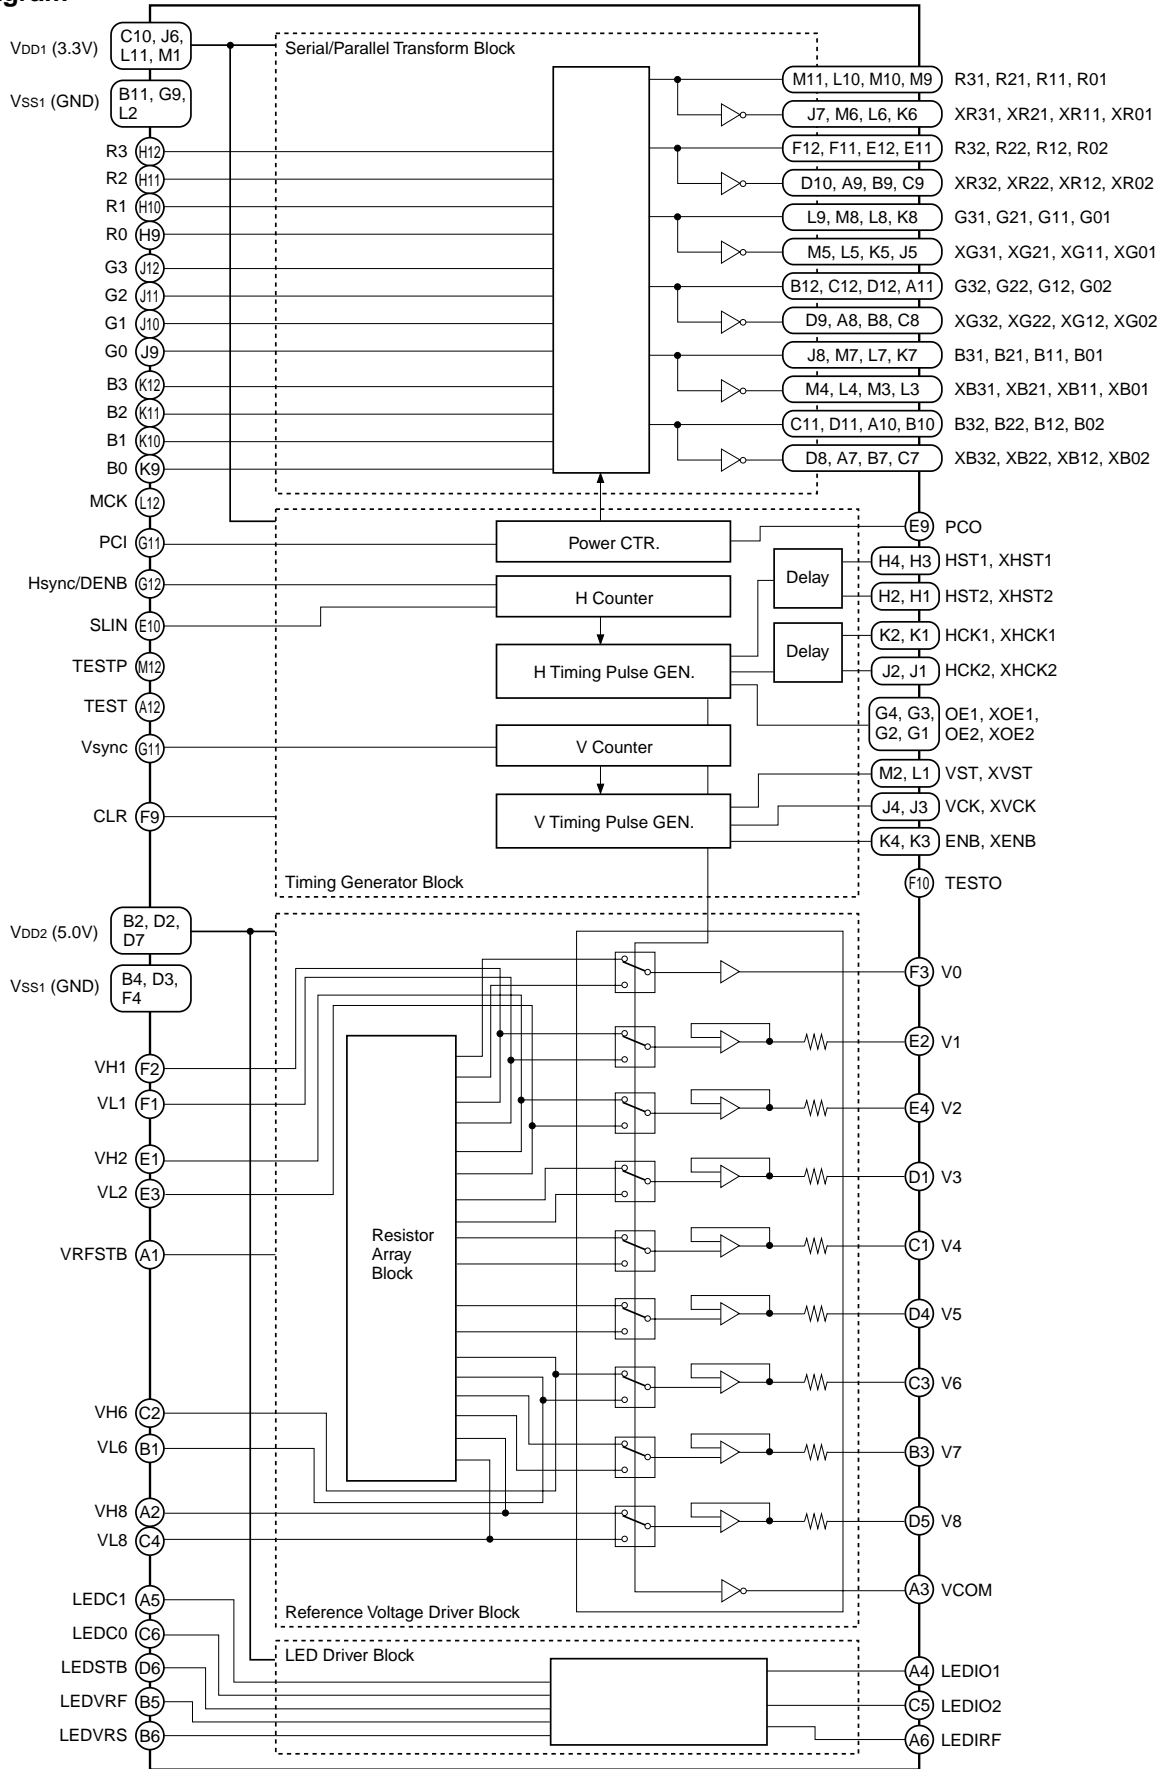 VDD1 (3.3V)
C10, J6,
L11, M1
Serial/Parallel Transform Block
VSS1 (GND)
B11, G9,
L2
M11, L10, M10, M9 R31, R21, R11, R01
J7, M6, L6, K6 XR31, XR21, XR11, XR01
R3 H12
F12, F11, E12, E11 R32, R22, R12, R02
R2 H11
D10, A9, B9, C9 XR32, XR22, XR12, XR02
R1 H10
L9, M8, L8, K8 G31, G21, G11, G01
R0 H9
M5, L5, K5, J5 XG31, XG21, XG11, XG01
G3 J12
B12, C12, D12, A11 G32, G22, G12, G02
G2 J11
D9, A8, B8, C8 XG32, XG22, XG12, XG02
G1 J10
G0 J9
J8, M7, L7, K7 B31, B21, B11, B01
B3 K12
M4, L4, M3, L3 XB31, XB21, XB11, XB01
B2 K11
C11, D11, A10, B10 B32, B22, B12, B02
B1 K10
D8, A7, B7, C7 XB32, XB22, XB12, XB02
B0 K9
MCK L12
E9 PCO
PCI G11
Power CTR.
H4, H3 HST1, XHST1
Delay
Hsync/DENB G12
H Counter
H2, H1 HST2, XHST2
SLIN E10
K2, K1 HCK1, XHCK1
Delay
TESTP M12
H Timing Pulse GEN.
J2, J1 HCK2, XHCK2
TEST A12
G4, G3,
G2, G1
OE1, XOE1,
OE2, XOE2
Vsync G11
V Counter
M2, L1 VST, XVST
J4, J3 VCK, XVCK
CLR F9
V Timing Pulse GEN.
K4, K3 ENB, XENB
Timing Generator Block
F10 TESTO
VDD2 (5.0V)
B2, D2,
D7
VSS1 (GND)
B4, D3,
F4
F3 V0
E2 V1
VH1 F2
VL1 F1
E4 V2
VH2 E1
D1 V3
VL2 E3
Resistor
Array
Block
C1 V4
VRFSTB A1
D4 V5
C3 V6
VH6 C2
VL6 B1
B3 V7
VH8 A2
D5 V8
VL8 C4
A3 VCOM
LEDC1 A5
Reference Voltage Driver Block
LEDC0 C6
LED Driver Block
LEDSTB D6
A4 LEDIO1
LEDVRF B5
C5 LEDIO2
LEDVRS B6
A6 LEDIRF